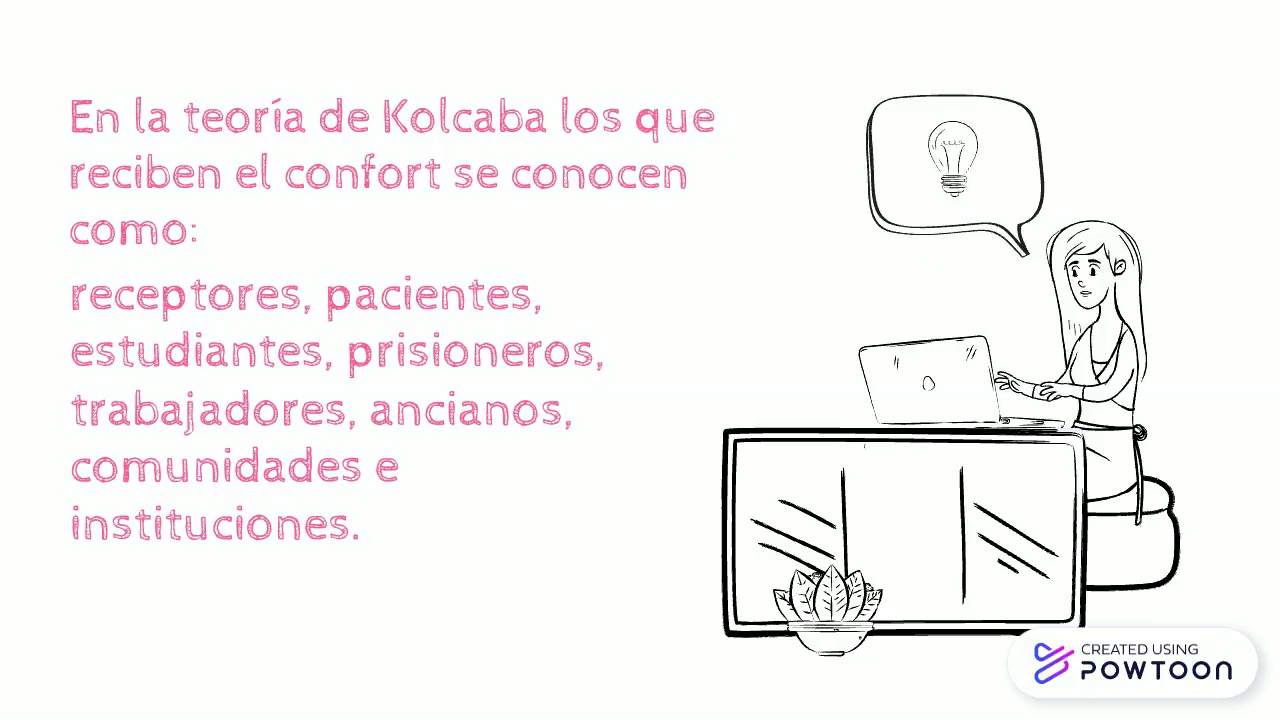 En la teoría de Kolcaba los que
reciben el confort se conocen
como:
receptores, pacientes,
estudiantes, prisioneros,
trabajadores, ancianos,
comunidades e
instituciones.
CREATED USING
POWTOON